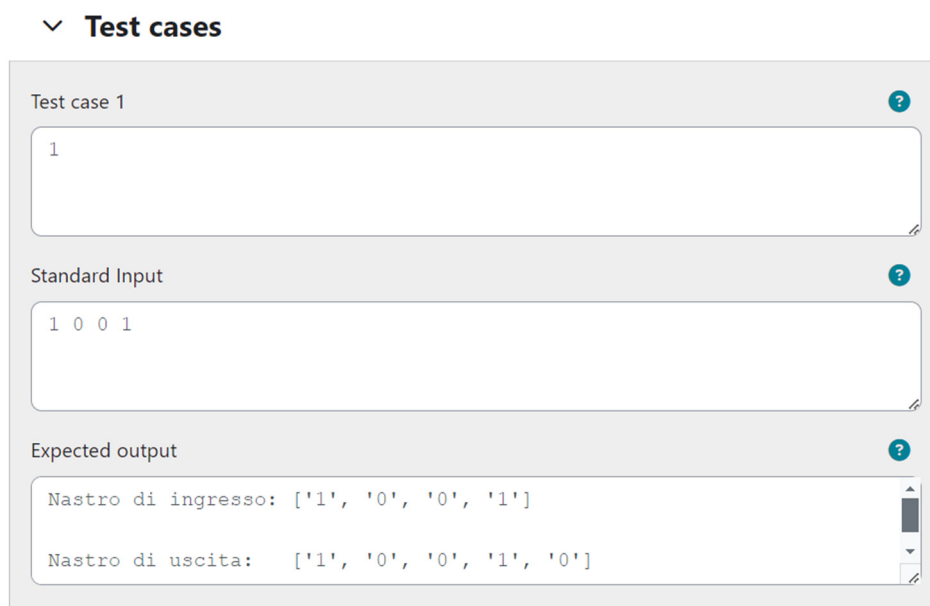 Test cases
Test case 1
?
1
Standard Input
?
1 0 0 1
Expected output
?
Nastro di ingresso: ['1', '0', '0', '1']
Nastro di uscita:   ['1', '0', '0', '1', '0']